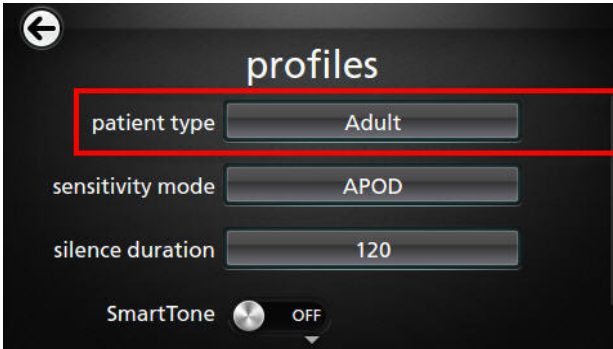 profiles
patient type Adult
sensitivity mode APOD
silence duration 120
SmartTone OFF